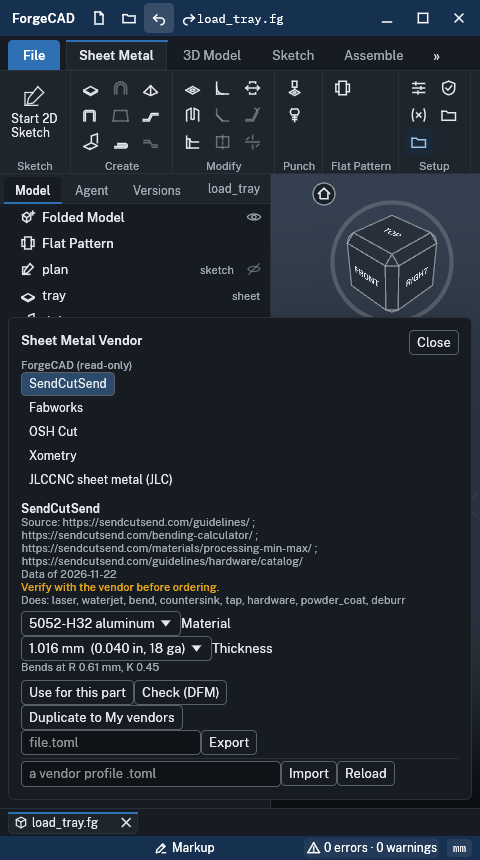 ForgeCAD load_tray.fg
File Sheet Metal 3D Model Sketch Assemble »
Start 2D
Sketch
Sketch Create Modify Punch Flat Pattern Setup
Model Agent Versions load_tray
Folded Model
Flat Pattern
plan sketch
tray sheet
TOP
FRONT RIGHT
Sheet Metal Vendor Close
ForgeCAD (read-only)
SendCutSend
Fabworks
OSH Cut
Xometry
JLCCNC sheet metal (JLC)
SendCutSend
Source: https://sendcutsend.com/guidelines/ ;
https://sendcutsend.com/bending-calculator/ ;
https://sendcutsend.com/materials/processing-min-max/ ;
https://sendcutsend.com/guidelines/hardware/catalog/
Data of 2026-11-22
Verify with the vendor before ordering.
Does: laser, waterjet, bend, countersink, tap, hardware, powder_coat, deburr
5052-H32 aluminum Material
1.016 mm (0.040 in, 18 ga) Thickness
Bends at R 0.61 mm, K 0.45
Use for this part Check (DFM)
Duplicate to My vendors
file.toml Export
a vendor profile .toml Import Reload
load_tray.fg
Markup 0 errors · 0 warnings mm